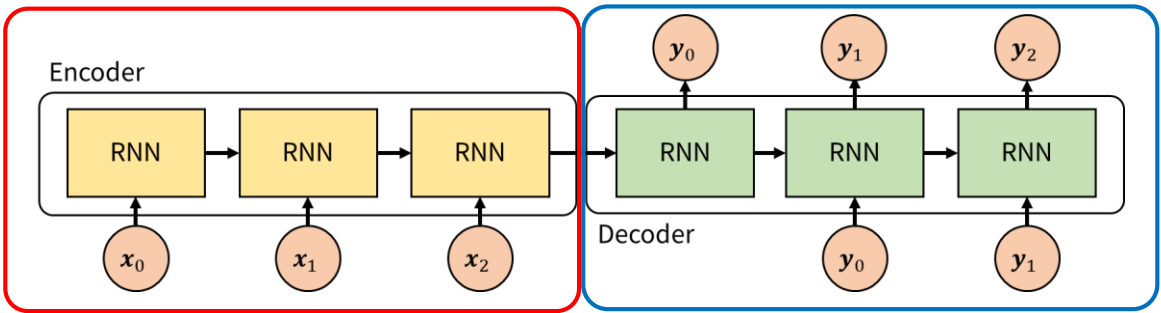 y₀ y₁ y₂
Encoder
RNN RNN RNN RNN RNN RNN
Decoder
x₀ x₁ x₂ y₀ y₁